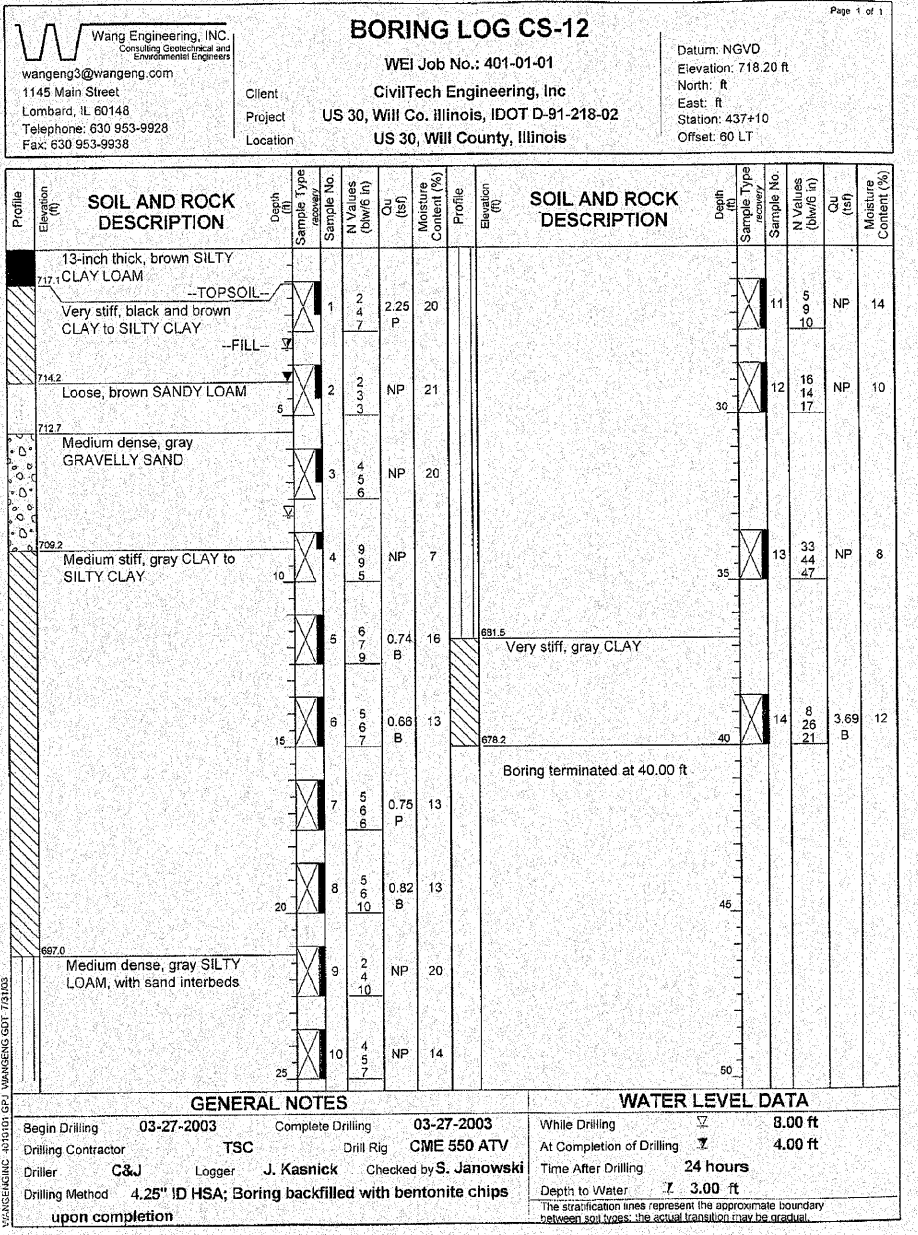 Page 1 of 1
Wang Engineering, INC.
Consulting Geotechnical and
Environmental Engineers
wangeng3@wangeng.com
1145 Main Street
Lombard, IL 60148
Telephone: 630 953-9928
Fax: 630 953-9938
BORING LOG CS-12
WEI Job No.: 401-01-01
Client CivilTech Engineering, Inc
Project US 30, Will Co. Illinois, IDOT D-91-218-02
Location US 30, Will County, Illinois
Datum: NGVD
Elevation: 718.20 ft
North: ft
East: ft
Station: 437+10
Offset: 60 LT
Profile
Elevation (ft)
SOIL AND ROCK DESCRIPTION
Depth (ft)
Sample Type recovery
Sample No.
N Values (blw/6 in)
Qu (tsf)
Moisture Content (%)
13-inch thick, brown SILTY
CLAY LOAM
717.1
--TOPSOIL--
Very stiff, black and brown
CLAY to SILTY CLAY
1 2 4 7 2.25 P 20
--FILL--
714.2
Loose, brown SANDY LOAM
5
2 2 3 3 NP 21
712.7
Medium dense, gray
GRAVELLY SAND
3 4 5 6 NP 20
709.2
Medium stiff, gray CLAY to
SILTY CLAY
10
4 9 9 5 NP 7
5 6 7 9 0.74 B 16
15
6 5 6 7 0.66 B 13
7 5 6 6 0.75 P 13
20
8 5 6 10 0.82 B 13
697.0
Medium dense, gray SILTY
LOAM, with sand interbeds
9 2 4 10 NP 20
25
10 4 5 7 NP 14
Profile
Elevation (ft)
SOIL AND ROCK DESCRIPTION
Depth (ft)
Sample Type recovery
Sample No.
N Values (blw/6 in)
Qu (tsf)
Moisture Content (%)
11 5 9 10 NP 14
30
12 16 14 17 NP 10
35
13 33 44 47 NP 8
681.5
Very stiff, gray CLAY
40
14 8 26 21 3.69 B 12
678.2
Boring terminated at 40.00 ft
45
50
WANGENGINC 4010101.GPJ WANGENG.GDT 7/31/03
GENERAL NOTES
Begin Drilling 03-27-2003 Complete Drilling 03-27-2003
Drilling Contractor TSC Drill Rig CME 550 ATV
Driller C&J Logger J. Kasnick Checked by S. Janowski
Drilling Method 4.25" ID HSA; Boring backfilled with bentonite chips
upon completion
WATER LEVEL DATA
While Drilling 8.00 ft
At Completion of Drilling 4.00 ft
Time After Drilling 24 hours
Depth to Water 3.00 ft
The stratification lines represent the approximate boundary
between soil types; the actual transition may be gradual.